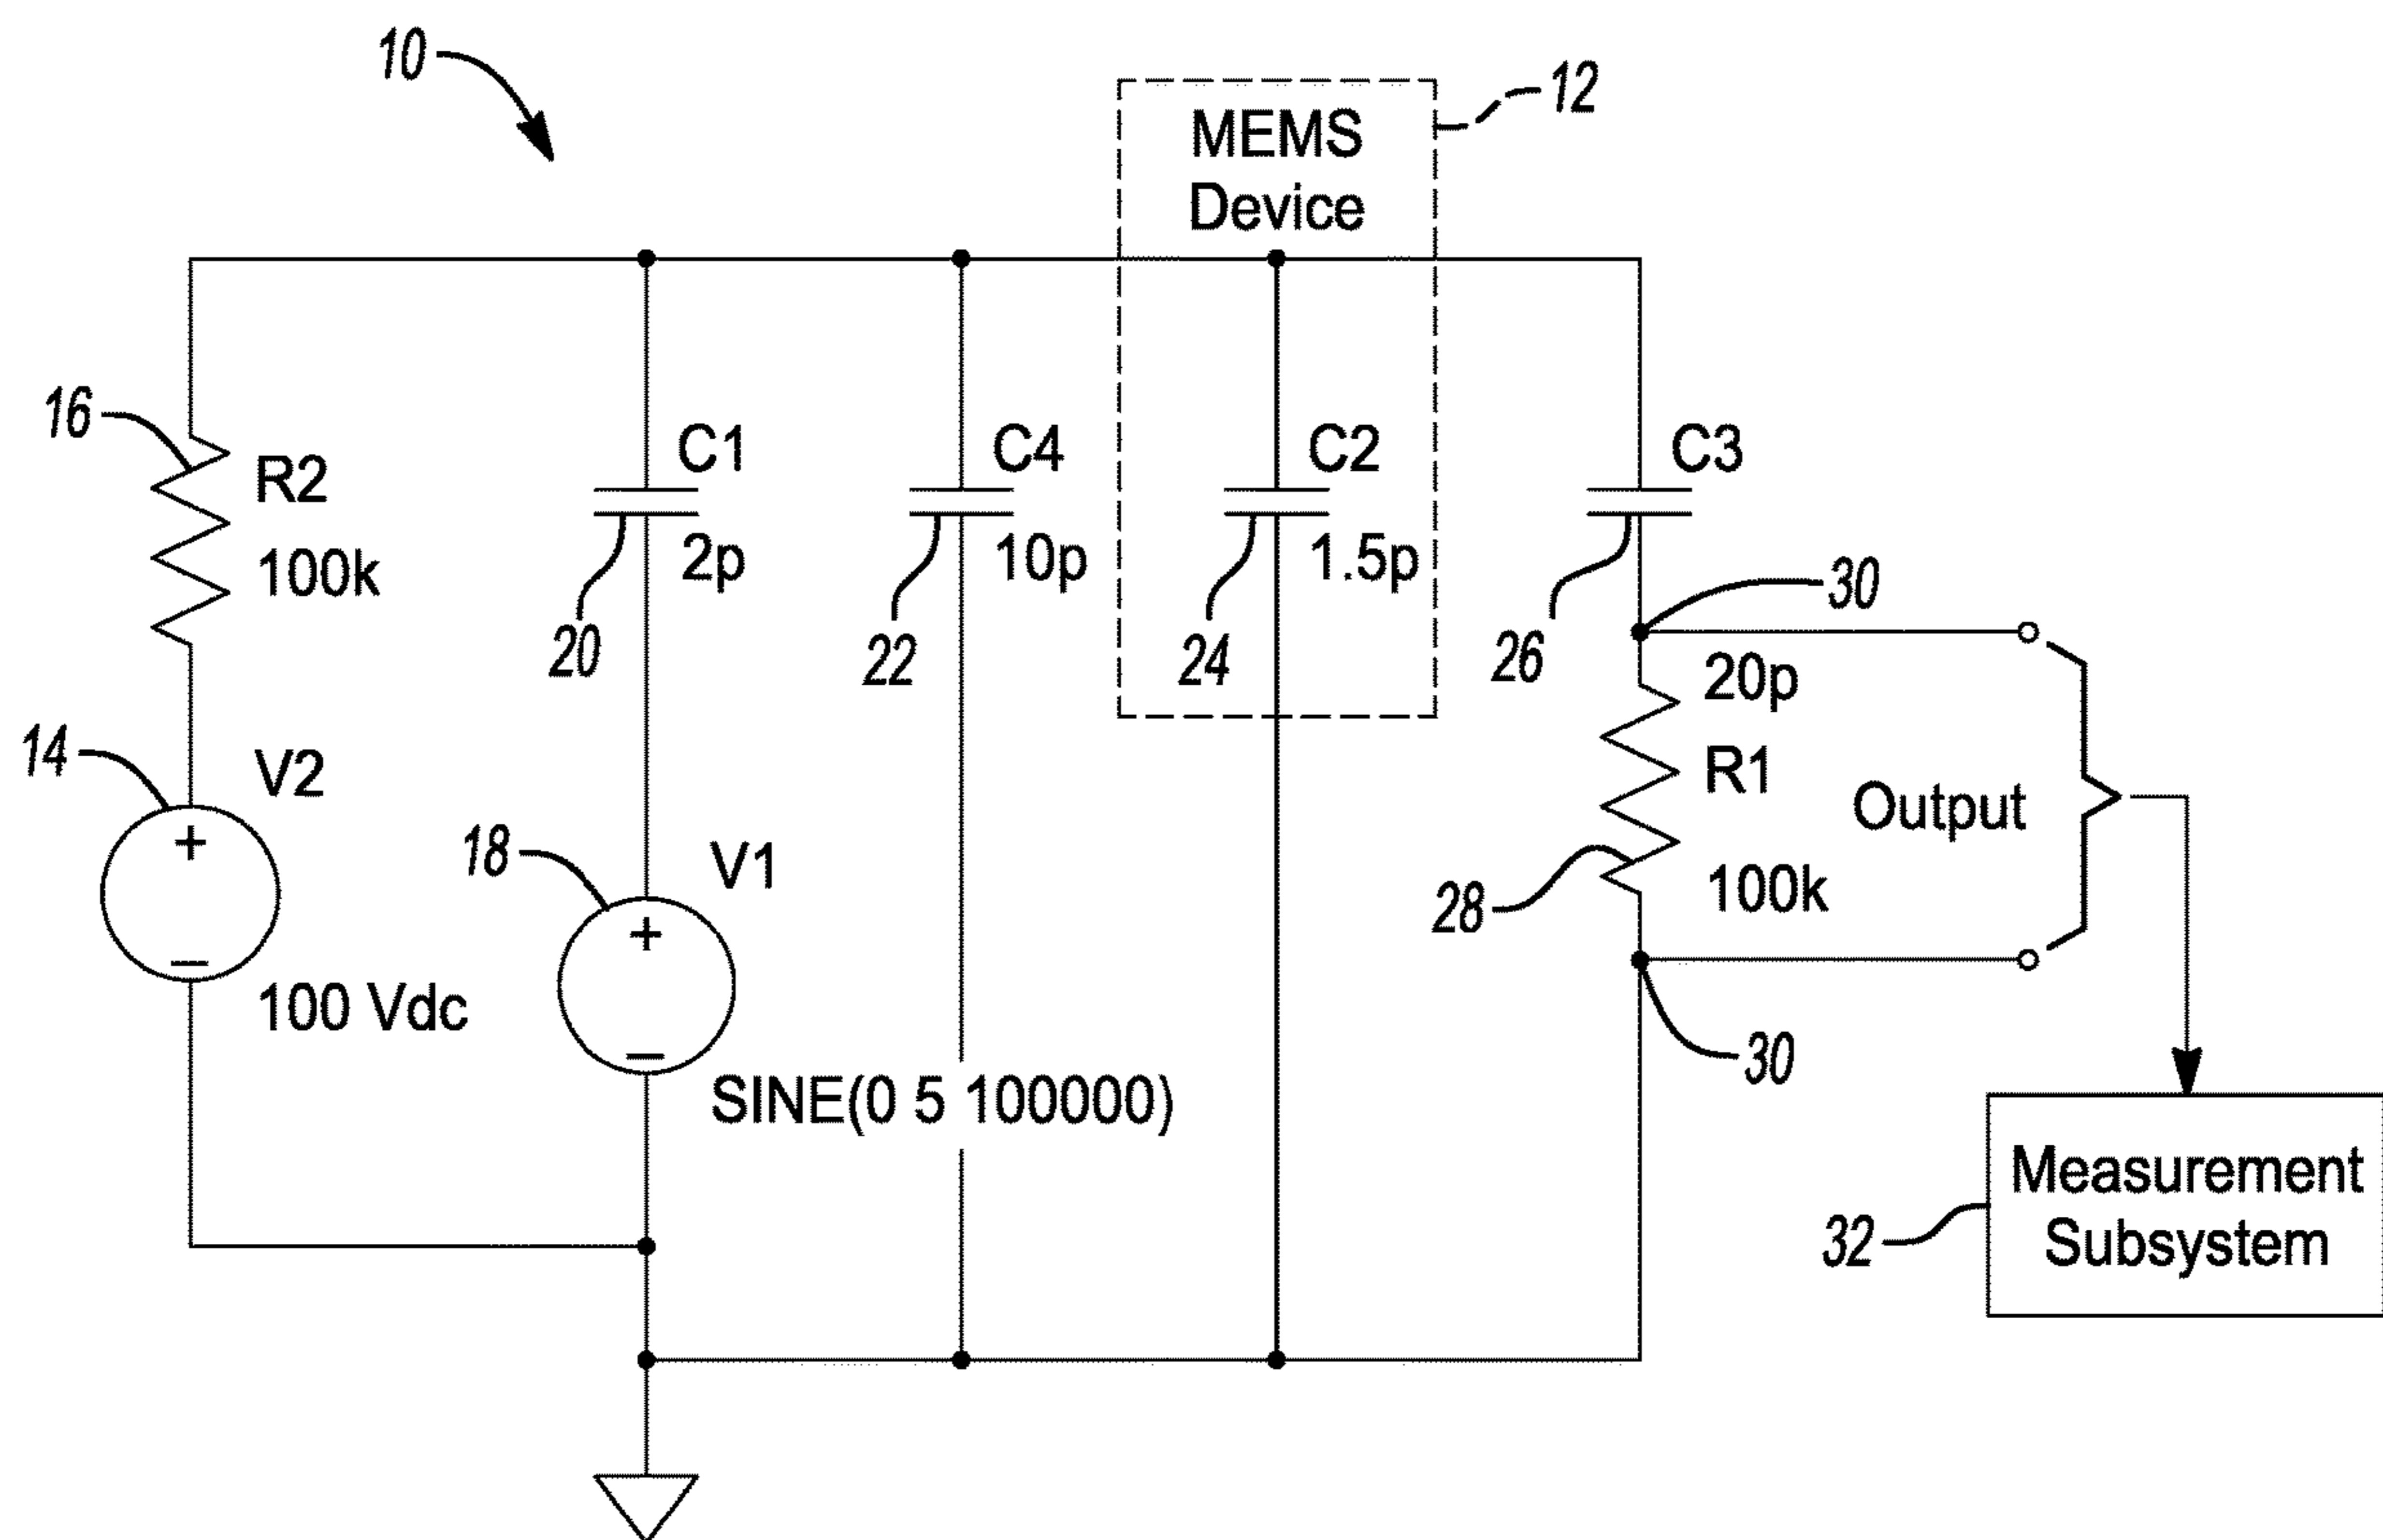 10
12
MEMS
Device
16
R2
100k
C1
2p
20
C4
10p
22
C2
1.5p
24
C3
26
30
20p
R1
100k
28
Output
14
V2
+
−
100 Vdc
18
V1
+
−
SINE(0 5 100000)
30
32
Measurement
Subsystem